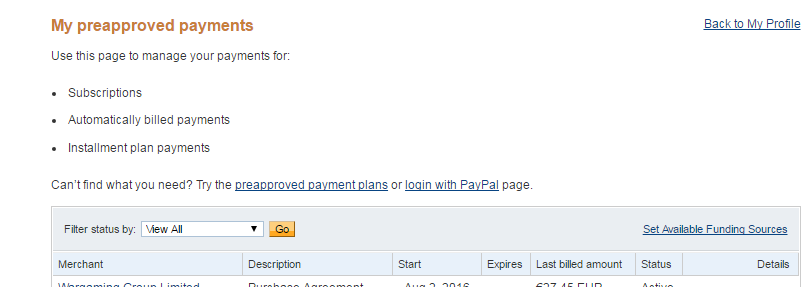 My preapproved payments
Back to My Profile
Use this page to manage your payments for:
Subscriptions
Automatically billed payments
Installment plan payments
Can't find what you need? Try the preapproved payment plans or login with PayPal page.
Filter status by: View All Go Set Available Funding Sources
Merchant Description Start Expires Last billed amount Status Details
Wargaming Group Limited Purchase Agreement Aug 2, 2016 €27.45 EUR Active